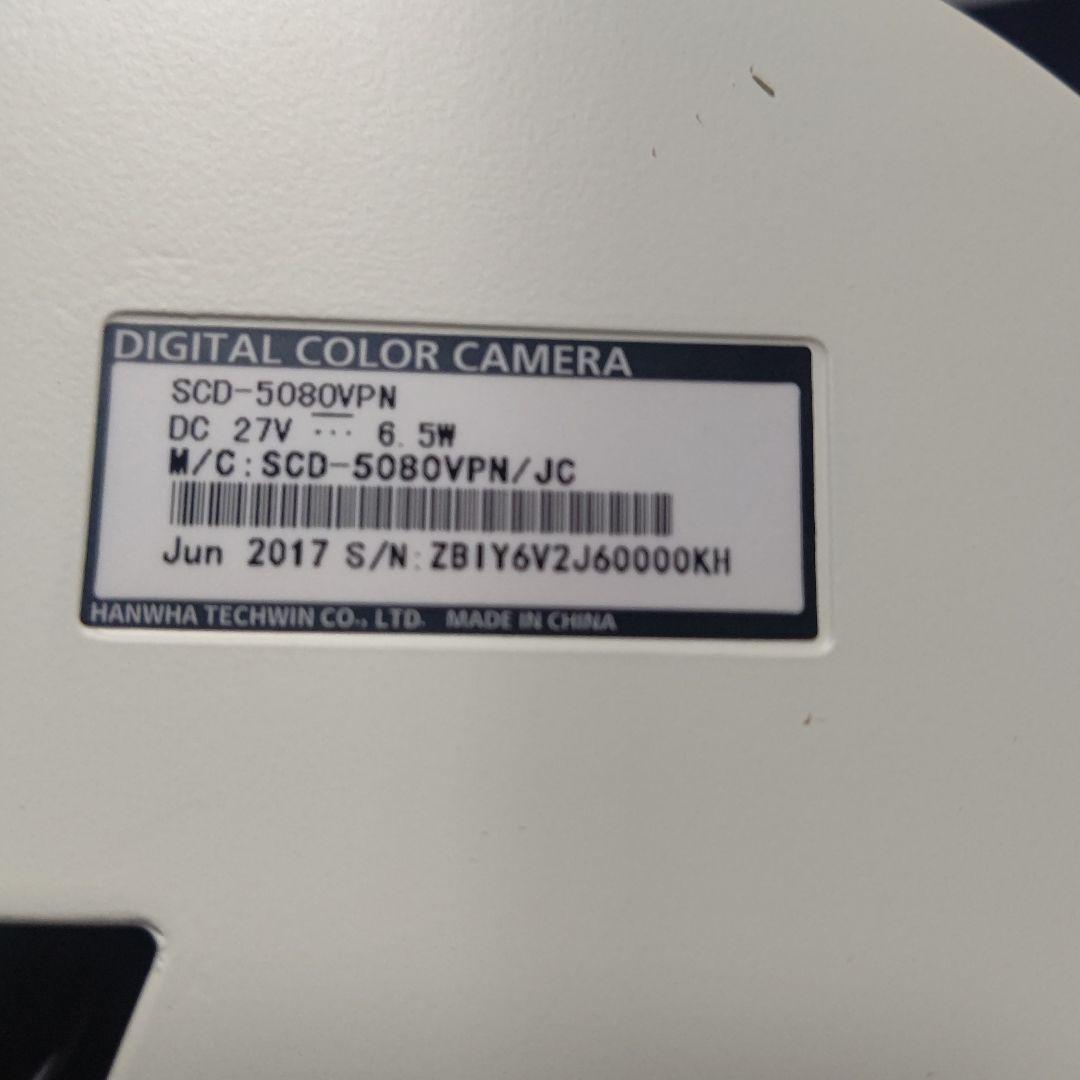 DIGITAL COLOR CAMERA
SCD-5080VPN
DC 27V ⎓ 6.5W
M/C:SCD-5080VPN/JC
Jun 2017 S/N:ZBIY6V2J60000KH
HANWHA TECHWIN CO., LTD. MADE IN CHINA